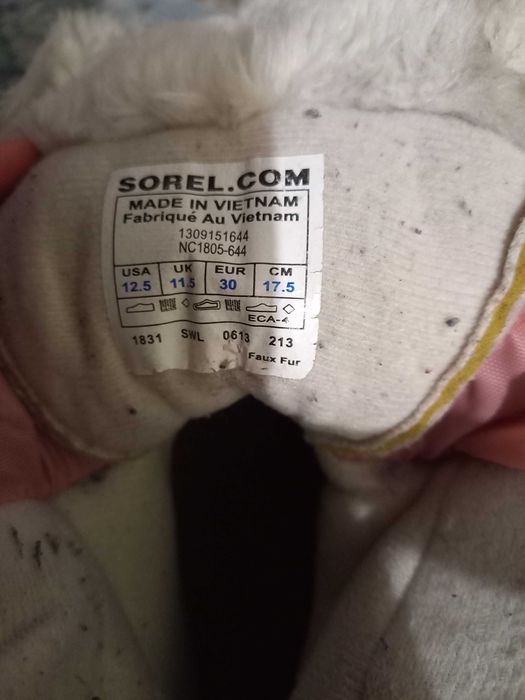 SOREL.COM
MADE IN VIETNAM
Fabriqué Au Vietnam
1309151644
NC1805-644
USA UK EUR CM
12.5 11.5 30 17.5
ECA-4
1831 SWL 0613 213
Faux Fur